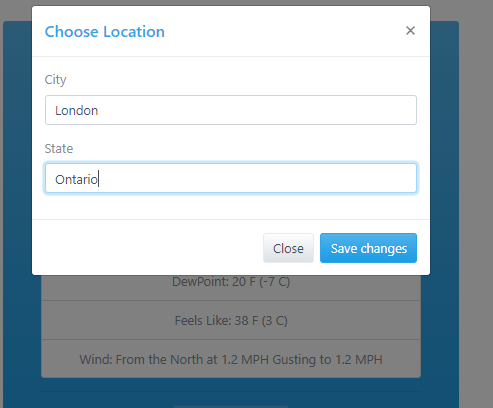 Choose Location ×
City
London
State
Ontario
Close Save changes
DewPoint: 20 F (-7 C)
Feels Like: 38 F (3 C)
Wind: From the North at 1.2 MPH Gusting to 1.2 MPH